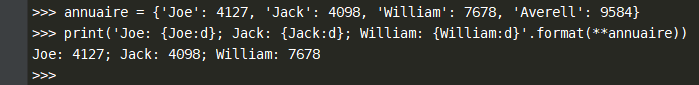 >>> annuaire = {'Joe': 4127, 'Jack': 4098, 'William': 7678, 'Averell': 9584}
>>> print('Joe: {Joe:d}; Jack: {Jack:d}; William: {William:d}'.format(**annuaire))
Joe: 4127; Jack: 4098; William: 7678
>>>